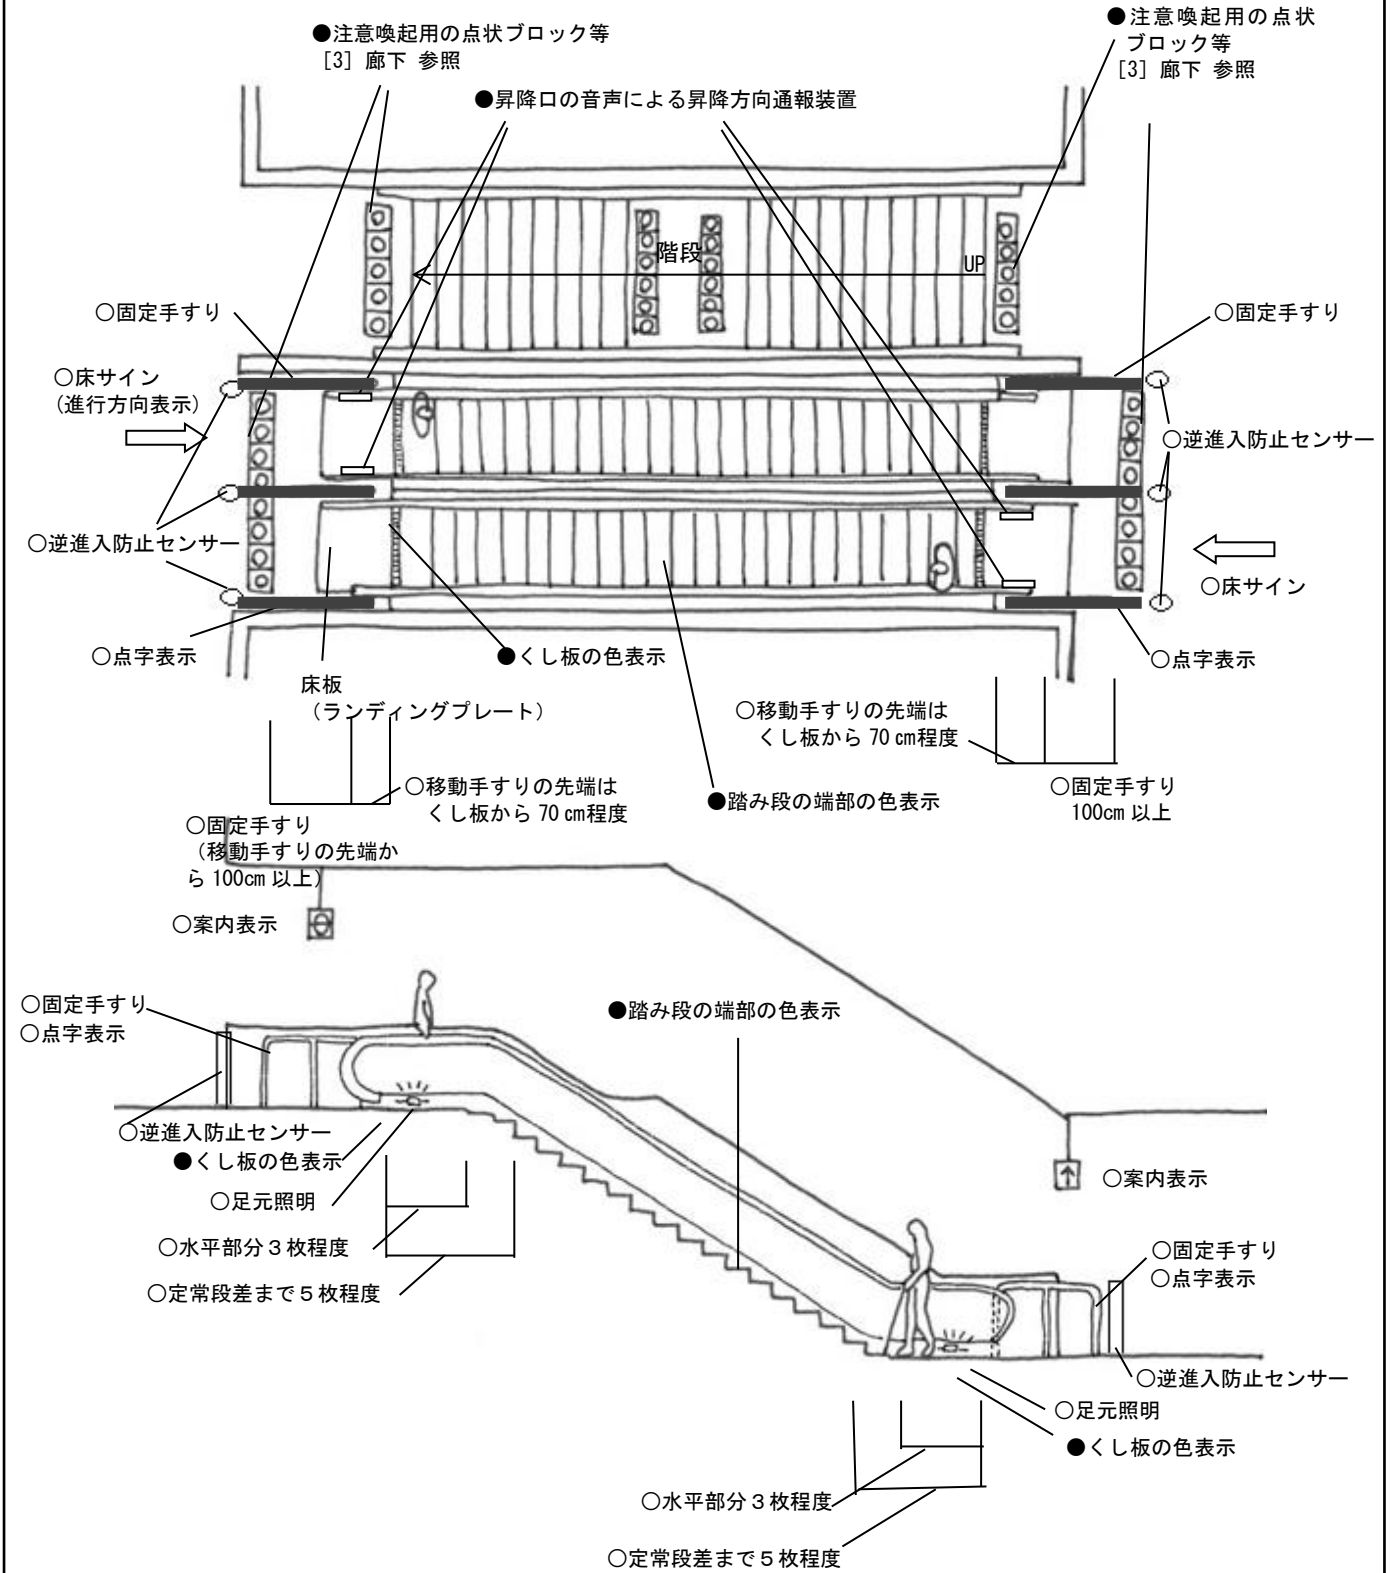 ●注意喚起用の点状ブロック等
[3] 廊下 参照
●注意喚起用の点状
ブロック等
[3] 廊下 参照
●昇降口の音声による昇降方向通報装置
階段
UP
○固定手すり
○固定手すり
○床サイン
(進行方向表示)
○逆進入防止センサー
○逆進入防止センサー
○床サイン
○点字表示
●くし板の色表示
○点字表示
床板
（ランディングプレート）
○移動手すりの先端は
くし板から 70 cm程度
○移動手すりの先端は
くし板から 70 cm程度
●踏み段の端部の色表示
○固定手すり
100cm 以上
○固定手すり
（移動手すりの先端か
ら 100cm 以上）
○案内表示
○固定手すり
○点字表示
●踏み段の端部の色表示
○逆進入防止センサー
●くし板の色表示
○足元照明
○案内表示
○水平部分３枚程度
○定常段差まで５枚程度
○固定手すり
○点字表示
○逆進入防止センサー
○足元照明
●くし板の色表示
○水平部分３枚程度
○定常段差まで５枚程度